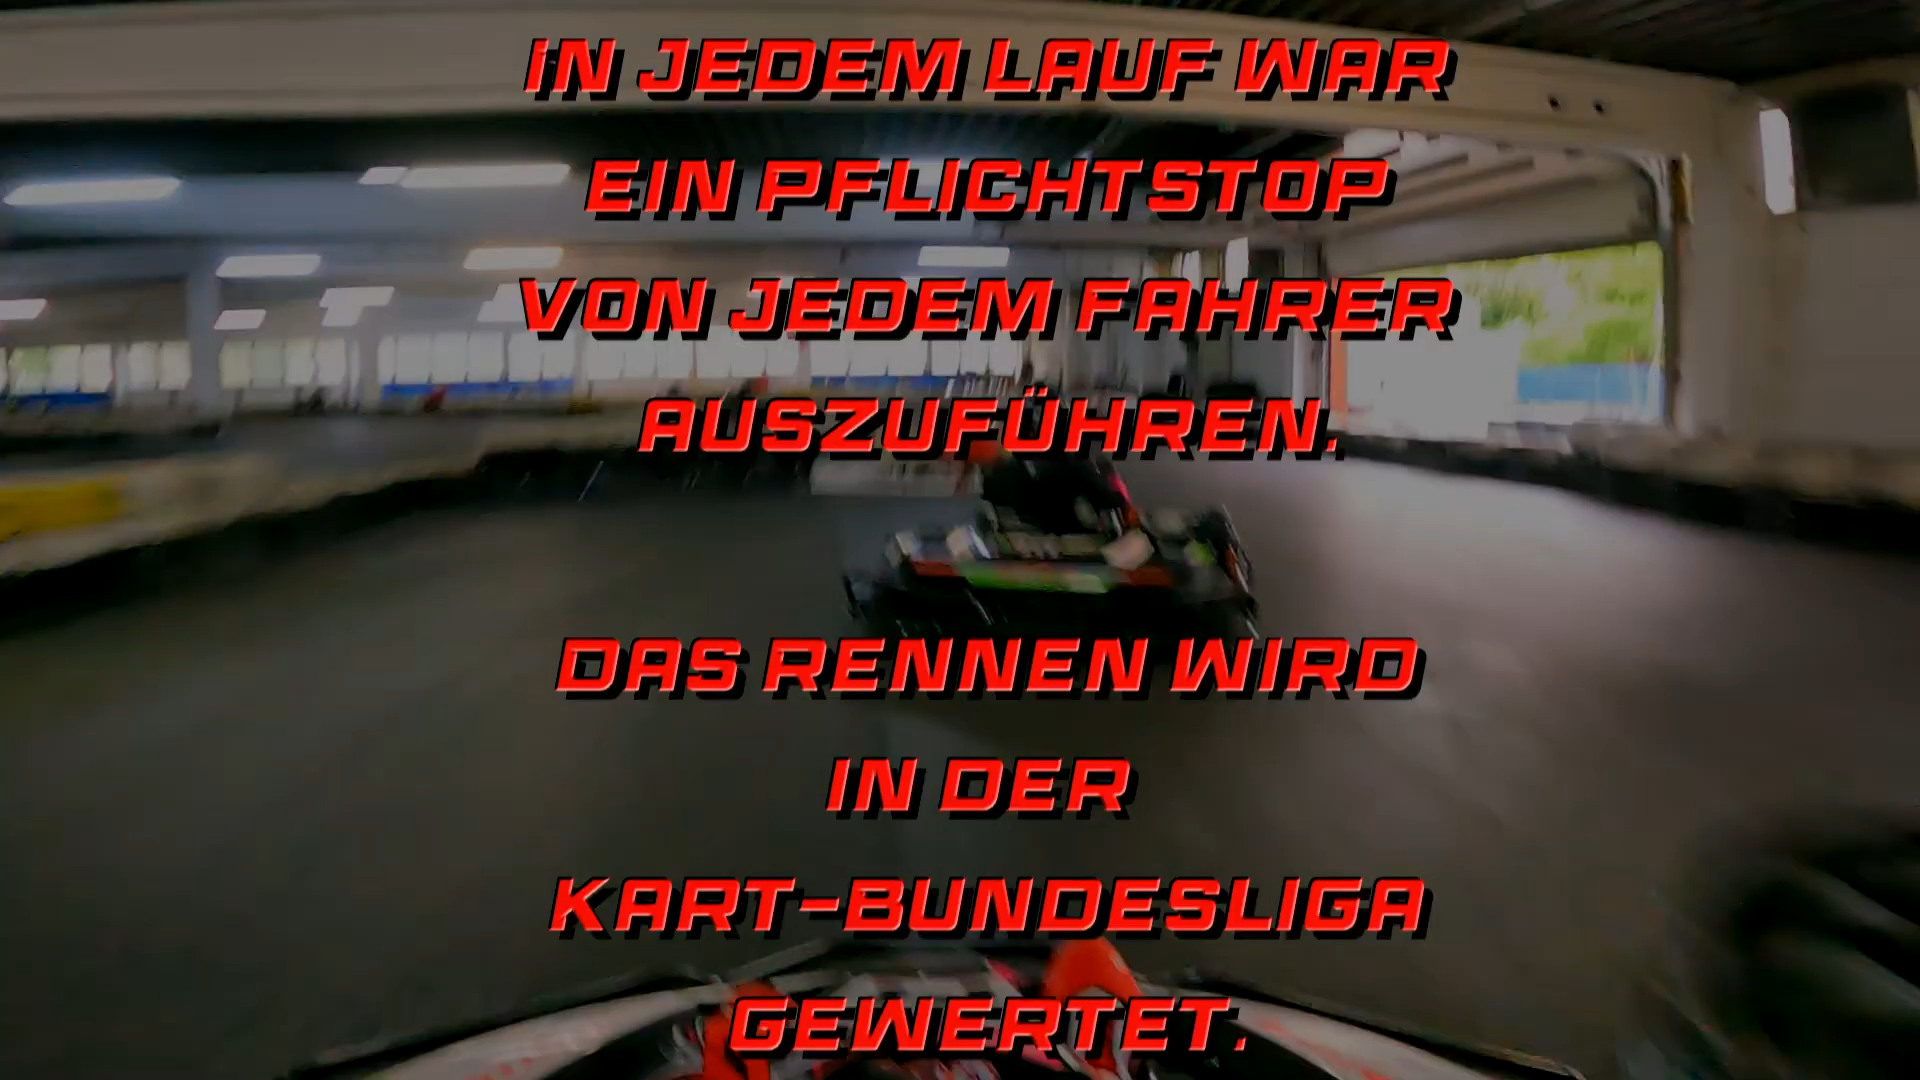 IN JEDEM LAUF WAR
EIN PFLICHTSTOP
VON JEDEM FAHRER
AUSZUFÜHREN.
DAS RENNEN WIRD
IN DER
KART-BUNDESLIGA
GEWERTET.